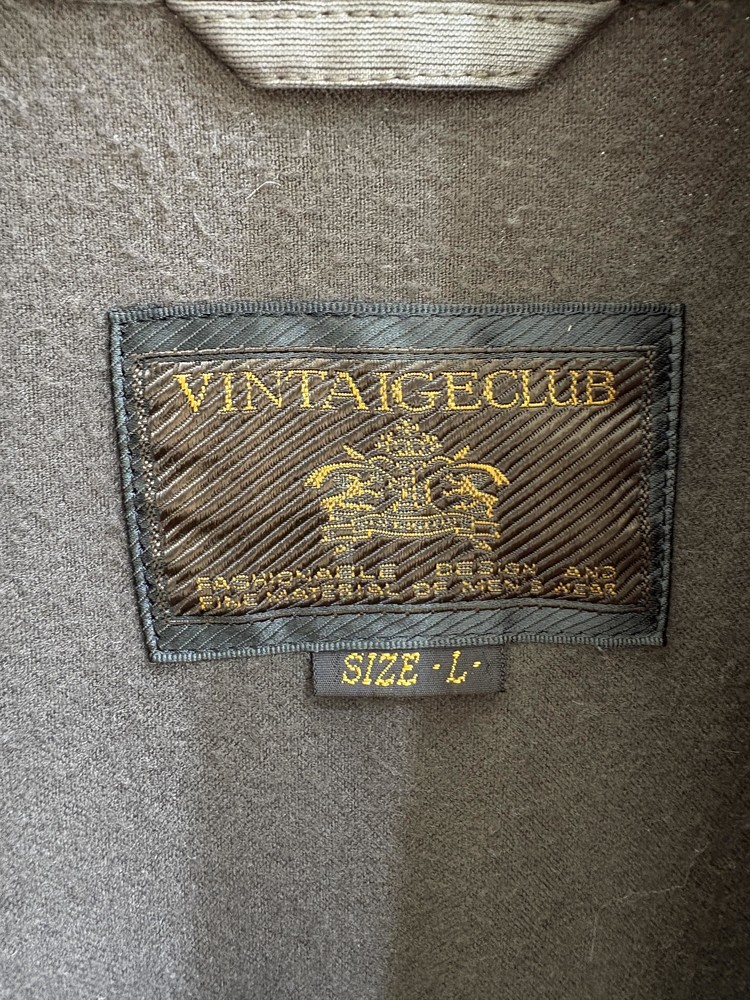 VINTAIGECLUB
FASHIONABLE DESIGN AND
FINE MATERIAL OF MEN'S WEAR
SIZE ·L·